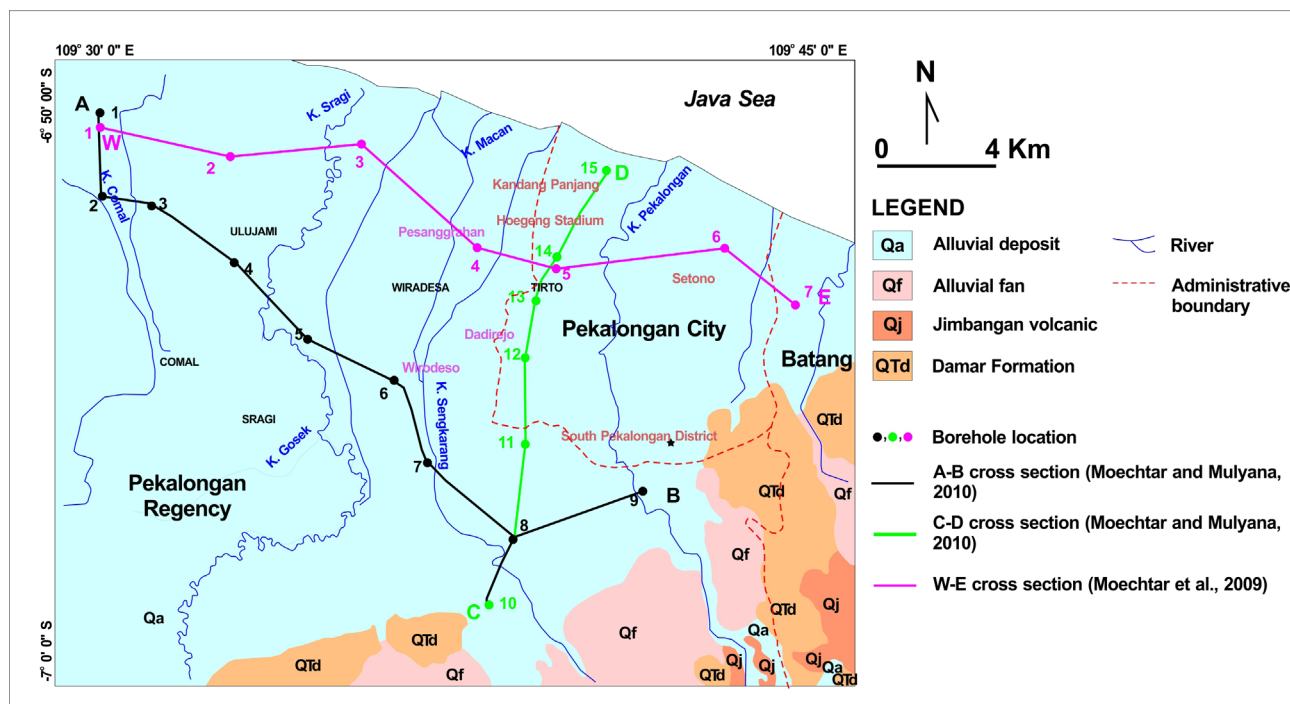 109° 30' 0" E
109° 45' 0" E
-6° 50' 00" S
-7° 0' 0" S
Java Sea
N
0 4 Km
A
1
1
W
2
3
K. Sragi
K. Macan
K. Comal
2
3
ULUJAMI
4
5
6
7
8
9
B
Kandang Panjang
15
D
Hoegeng Stadium
K. Pekalongan
Pesanggrahan
4
14
5
6
Setono
7
E
WIRADESA
13
TIRTO
Pekalongan City
Dadirejo
12
Batang
COMAL
Wirodeso
K. Sengkarang
SRAGI
K. Gosek
11
South Pekalongan District
Pekalongan
Regency
C
10
Qa
QTd
QTd
Qf
Qf
Qf
QTd
QTd
Qf
Qj
QTd
Qa
Qj
Qj
QTd
Qj
Qa
QTd
LEGEND
Qa Alluvial deposit
Qf Alluvial fan
Qj Jimbangan volcanic
QTd Damar Formation
River
Administrative
boundary
, , Borehole location
A-B cross section (Moechtar and Mulyana,
2010)
C-D cross section (Moechtar and Mulyana,
2010)
W-E cross section (Moechtar et al., 2009)